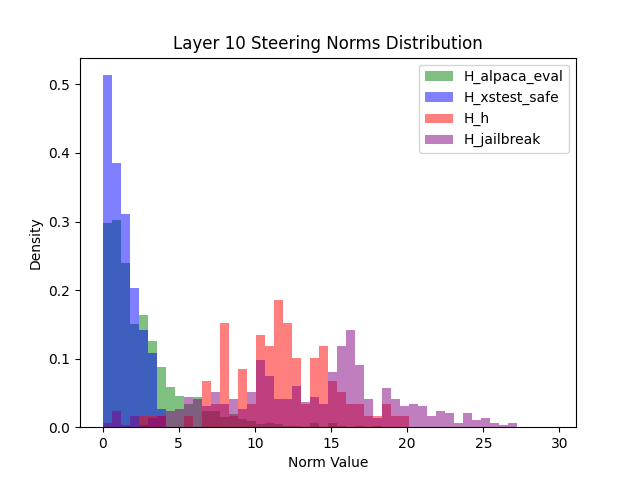 Layer 10 Steering Norms Distribution
H_alpaca_eval
H_xstest_safe
H_h
H_jailbreak
Density
0.5
0.4
0.3
0.2
0.1
0.0
0 5 10 15 20 25 30
Norm Value